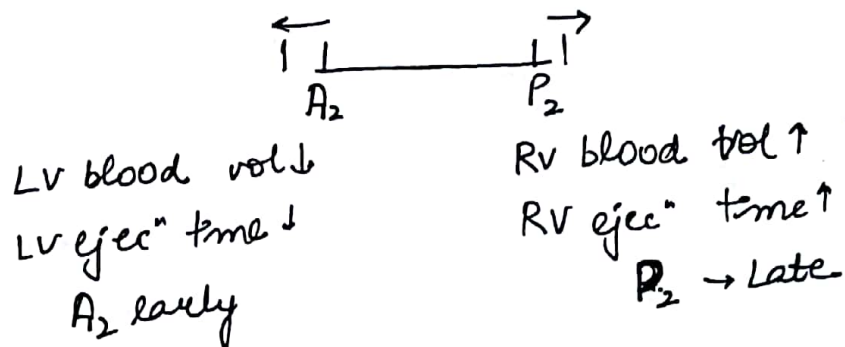 A₂ P₂
LV blood vol↓
LV ejecⁿ time↓
A₂ early
RV blood vol↑
RV ejecⁿ time↑
P₂ → Late